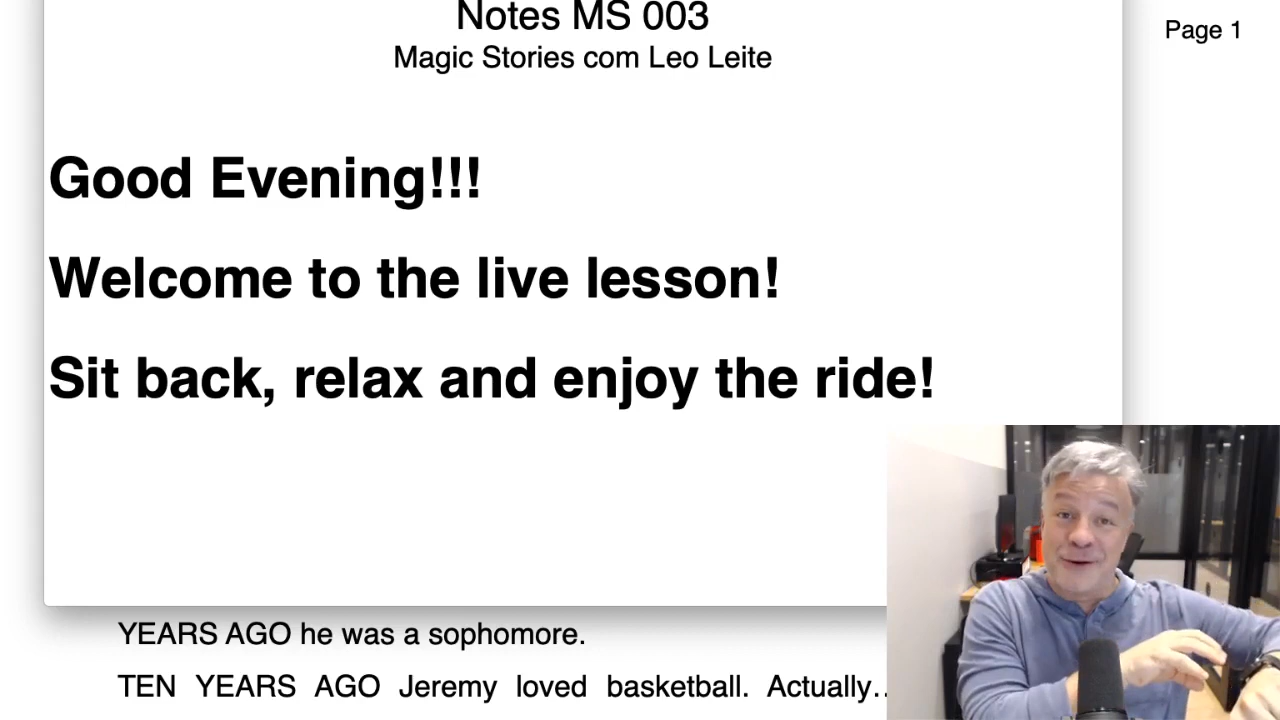 Notes MS 003
Page 1
Magic Stories com Leo Leite
Good Evening!!!
Welcome to the live lesson!
Sit back, relax and enjoy the ride!
YEARS AGO he was a sophomore.
TEN YEARS AGO Jeremy loved basketball. Actually..